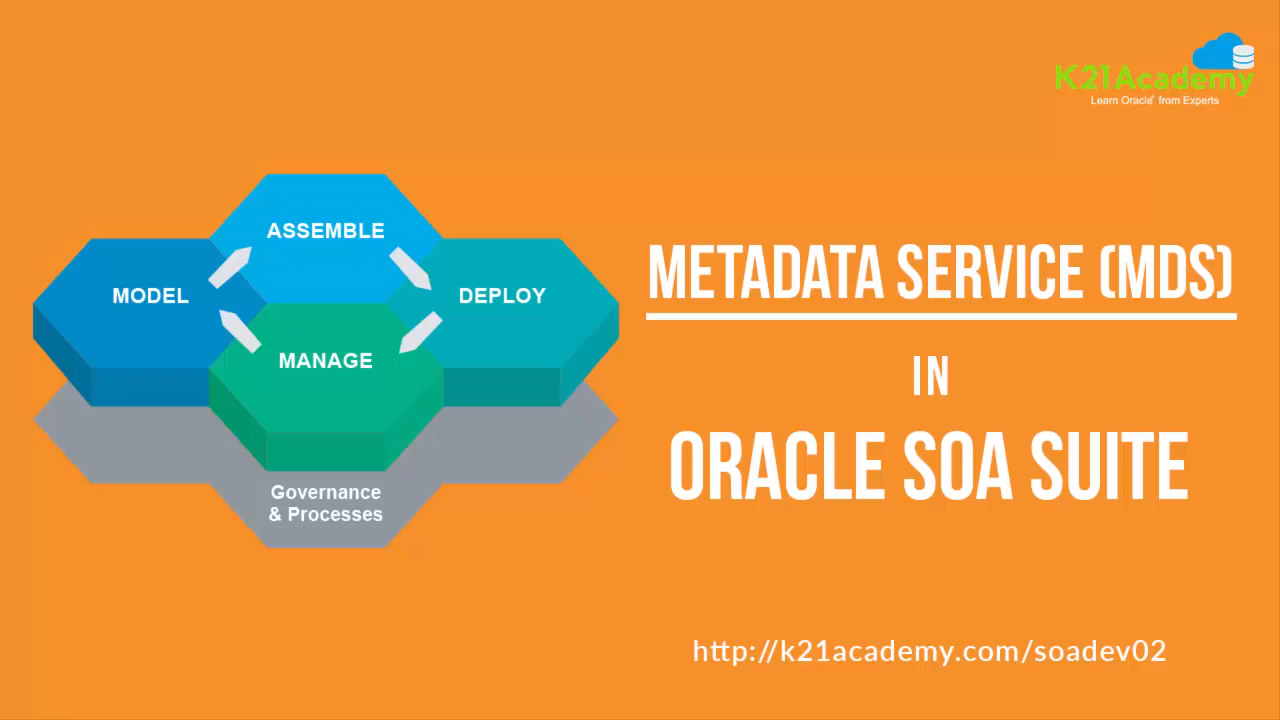 K21Academy
Learn Oracle® from Experts
ASSEMBLE
MODEL
DEPLOY
MANAGE
Governance
& Processes
METADATA SERVICE (MDS)
IN
ORACLE SOA SUITE
http://k21academy.com/soadev02